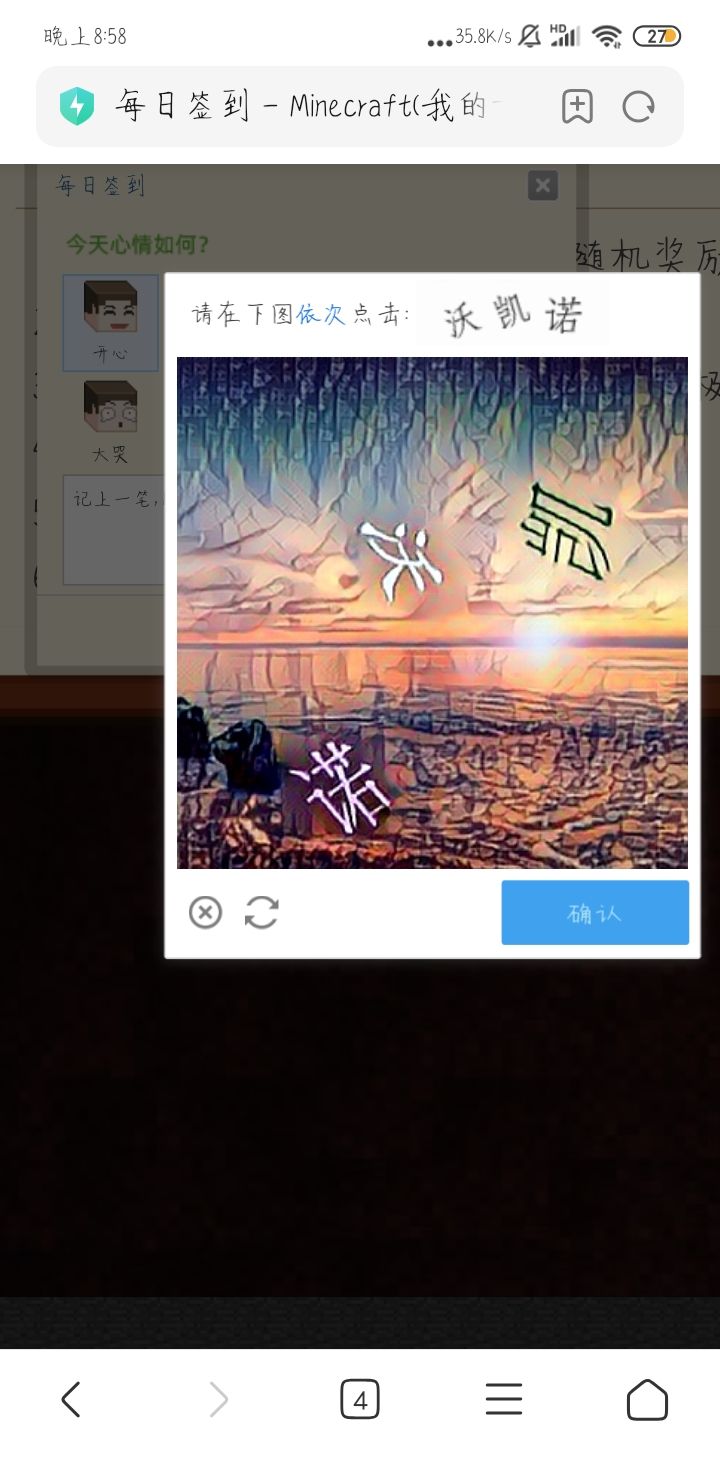 晚上8:58
35.8K/s
HD
27
每日签到 - Minecraft(我的
每日签到
今天心情如何?
随机奖励
开心
请在下图依次点击: 沃 凯 诺
大哭
记上一笔,
凯
沃
诺
确认
4